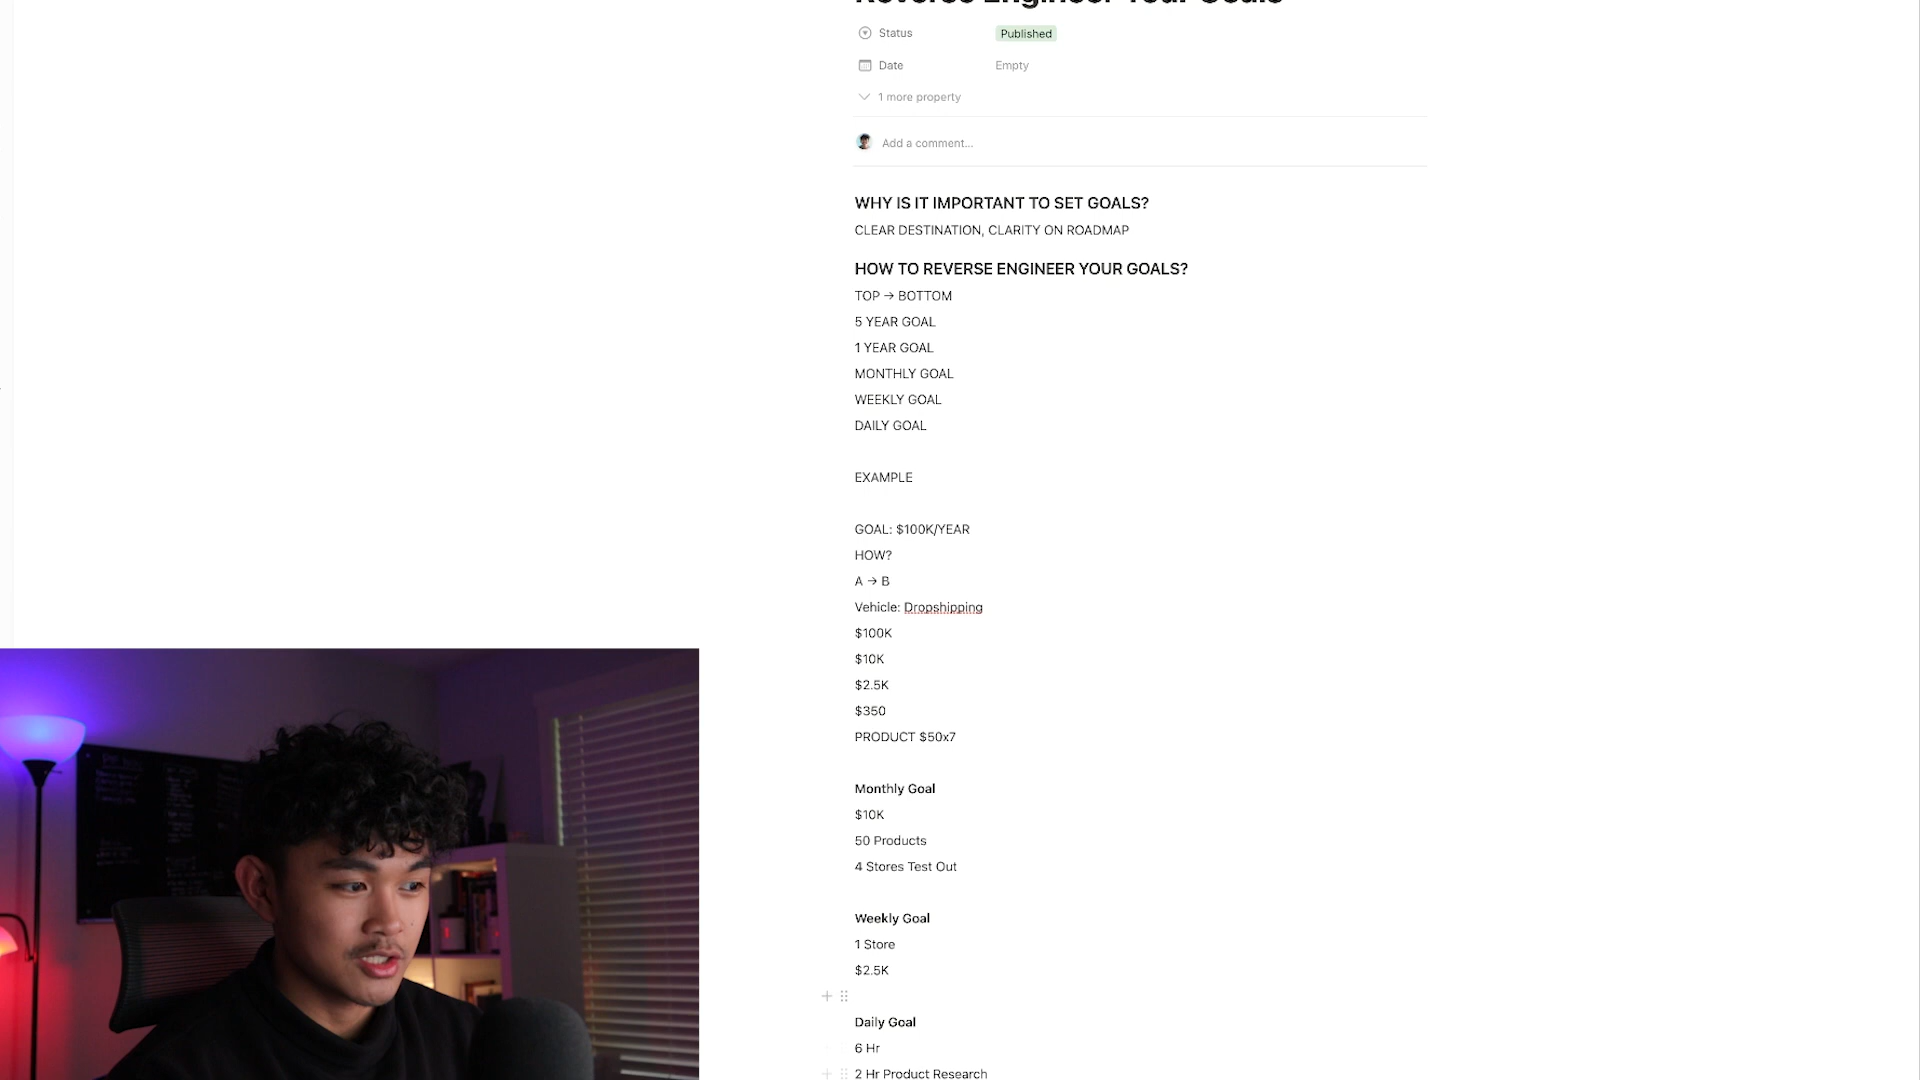 Reverse Engineer Your Goals
Status
Published
Date
Empty
1 more property
Add a comment...
WHY IS IT IMPORTANT TO SET GOALS?
CLEAR DESTINATION, CLARITY ON ROADMAP
HOW TO REVERSE ENGINEER YOUR GOALS?
TOP → BOTTOM
5 YEAR GOAL
1 YEAR GOAL
MONTHLY GOAL
WEEKLY GOAL
DAILY GOAL
EXAMPLE
GOAL: $100K/YEAR
HOW?
A → B
Vehicle: Dropshipping
$100K
$10K
$2.5K
$350
PRODUCT $50x7
Monthly Goal
$10K
50 Products
4 Stores Test Out
Weekly Goal
1 Store
$2.5K
Daily Goal
6 Hr
2 Hr Product Research